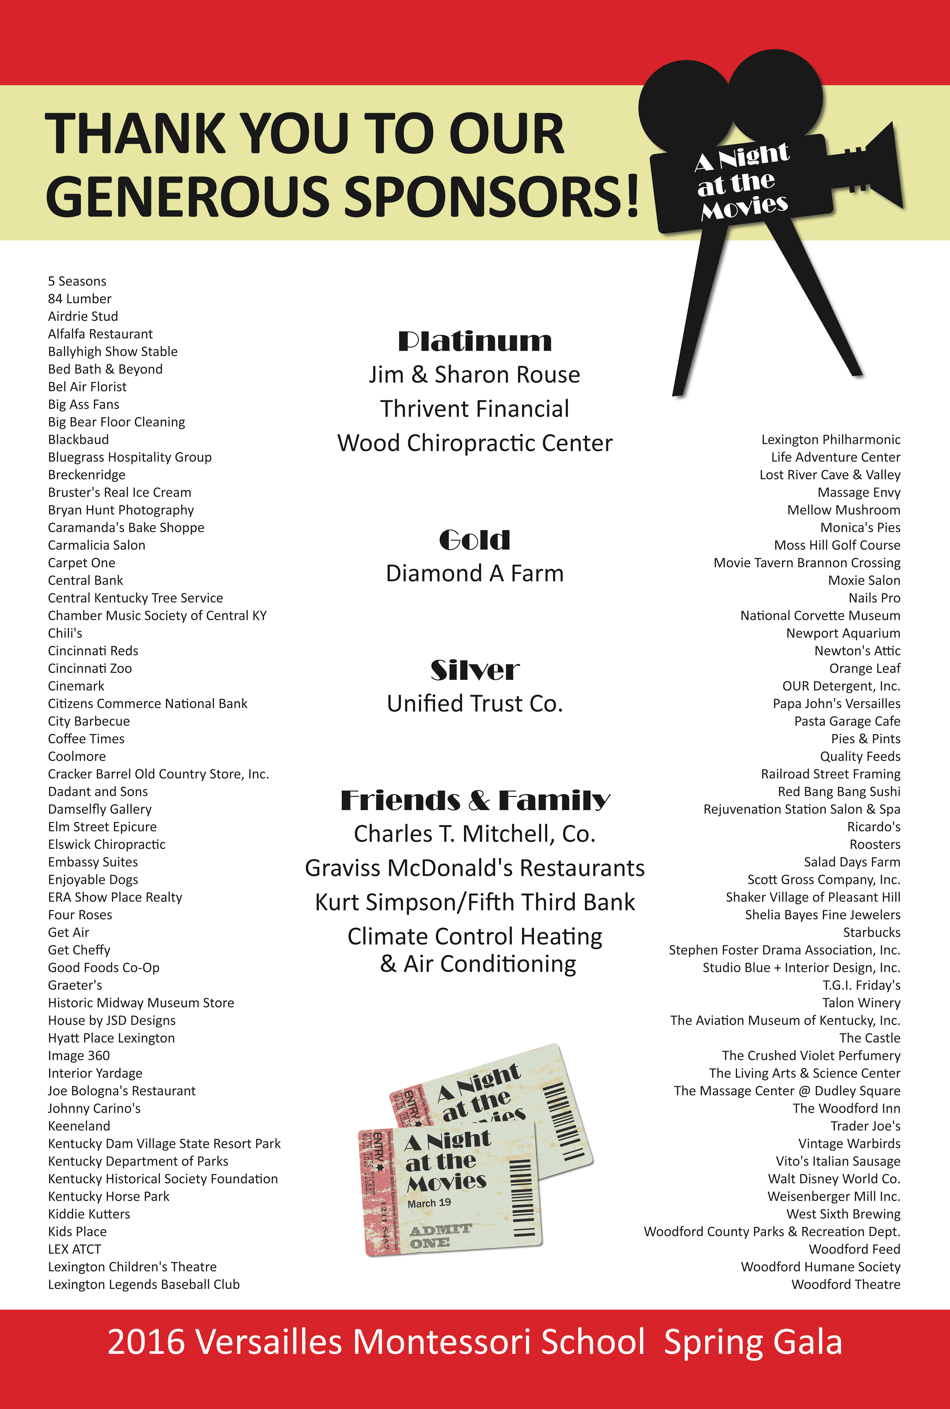 THANK YOU TO OUR
GENEROUS SPONSORS!
A Night
at the
Movies
5 Seasons
84 Lumber
Airdrie Stud
Alfalfa Restaurant
Ballyhigh Show Stable
Bed Bath & Beyond
Bel Air Florist
Big Ass Fans
Big Bear Floor Cleaning
Blackbaud
Bluegrass Hospitality Group
Breckenridge
Bruster's Real Ice Cream
Bryan Hunt Photography
Caramanda's Bake Shoppe
Carmalicia Salon
Carpet One
Central Bank
Central Kentucky Tree Service
Chamber Music Society of Central KY
Chili's
Cincinnati Reds
Cincinnati Zoo
Cinemark
Citizens Commerce National Bank
City Barbecue
Coffee Times
Coolmore
Cracker Barrel Old Country Store, Inc.
Dadant and Sons
Damselfly Gallery
Elm Street Epicure
Elswick Chiropractic
Embassy Suites
Enjoyable Dogs
ERA Show Place Realty
Four Roses
Get Air
Get Cheffy
Good Foods Co-Op
Graeter's
Historic Midway Museum Store
House by JSD Designs
Hyatt Place Lexington
Image 360
Interior Yardage
Joe Bologna's Restaurant
Johnny Carino's
Keeneland
Kentucky Dam Village State Resort Park
Kentucky Department of Parks
Kentucky Historical Society Foundation
Kentucky Horse Park
Kiddie Kutters
Kids Place
LEX ATCT
Lexington Children's Theatre
Lexington Legends Baseball Club
Platinum
Jim & Sharon Rouse
Thrivent Financial
Wood Chiropractic Center
Gold
Diamond A Farm
Silver
Unified Trust Co.
Friends & Family
Charles T. Mitchell, Co.
Graviss McDonald's Restaurants
Kurt Simpson/Fifth Third Bank
Climate Control Heating
& Air Conditioning
A Night
at the
Movies
ENTRY
A Night
at the
Movies
March 19
ADMIT
ONE
ENTRY
Lexington Philharmonic
Life Adventure Center
Lost River Cave & Valley
Massage Envy
Mellow Mushroom
Monica's Pies
Moss Hill Golf Course
Movie Tavern Brannon Crossing
Moxie Salon
Nails Pro
National Corvette Museum
Newport Aquarium
Newton's Attic
Orange Leaf
OUR Detergent, Inc.
Papa John's Versailles
Pasta Garage Cafe
Pies & Pints
Quality Feeds
Railroad Street Framing
Red Bang Bang Sushi
Rejuvenation Station Salon & Spa
Ricardo's
Roosters
Salad Days Farm
Scott Gross Company, Inc.
Shaker Village of Pleasant Hill
Shelia Bayes Fine Jewelers
Starbucks
Stephen Foster Drama Association, Inc.
Studio Blue + Interior Design, Inc.
T.G.I. Friday's
Talon Winery
The Aviation Museum of Kentucky, Inc.
The Castle
The Crushed Violet Perfumery
The Living Arts & Science Center
The Massage Center @ Dudley Square
The Woodford Inn
Trader Joe's
Vintage Warbirds
Vito's Italian Sausage
Walt Disney World Co.
Weisenberger Mill Inc.
West Sixth Brewing
Woodford County Parks & Recreation Dept.
Woodford Feed
Woodford Humane Society
Woodford Theatre
2016 Versailles Montessori School Spring Gala